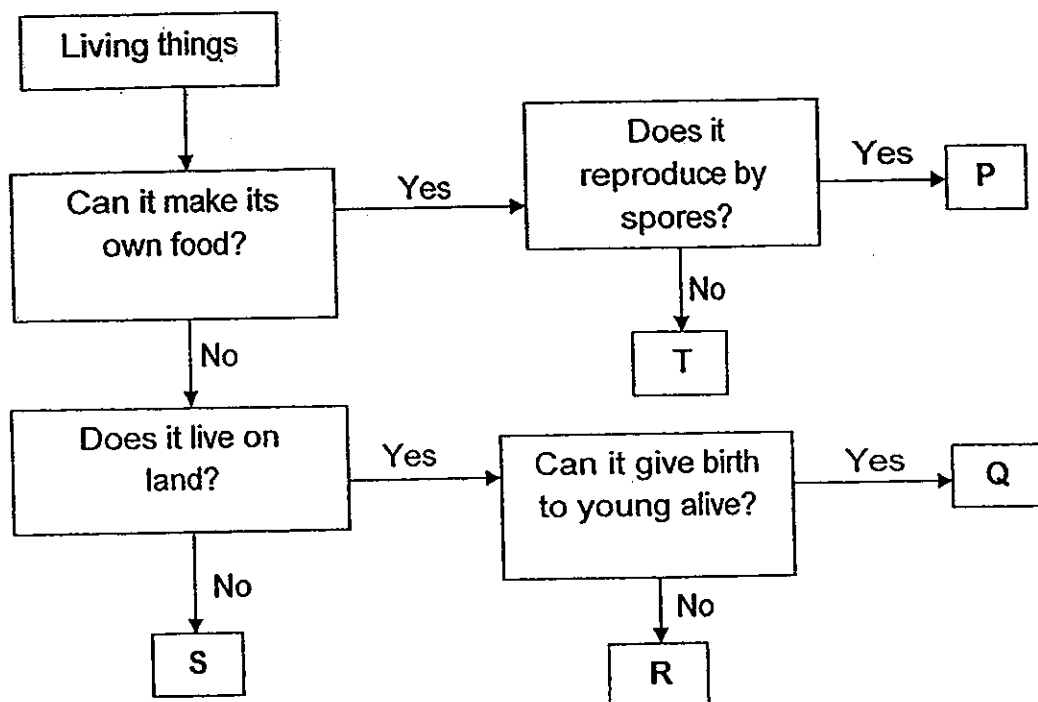 Living things
Can it make its
own food?
Yes
Does it
reproduce by
spores?
Yes
P
No
T
No
Does it live on
land?
Yes
Can it give birth
to young alive?
Yes
Q
No
S
No
R